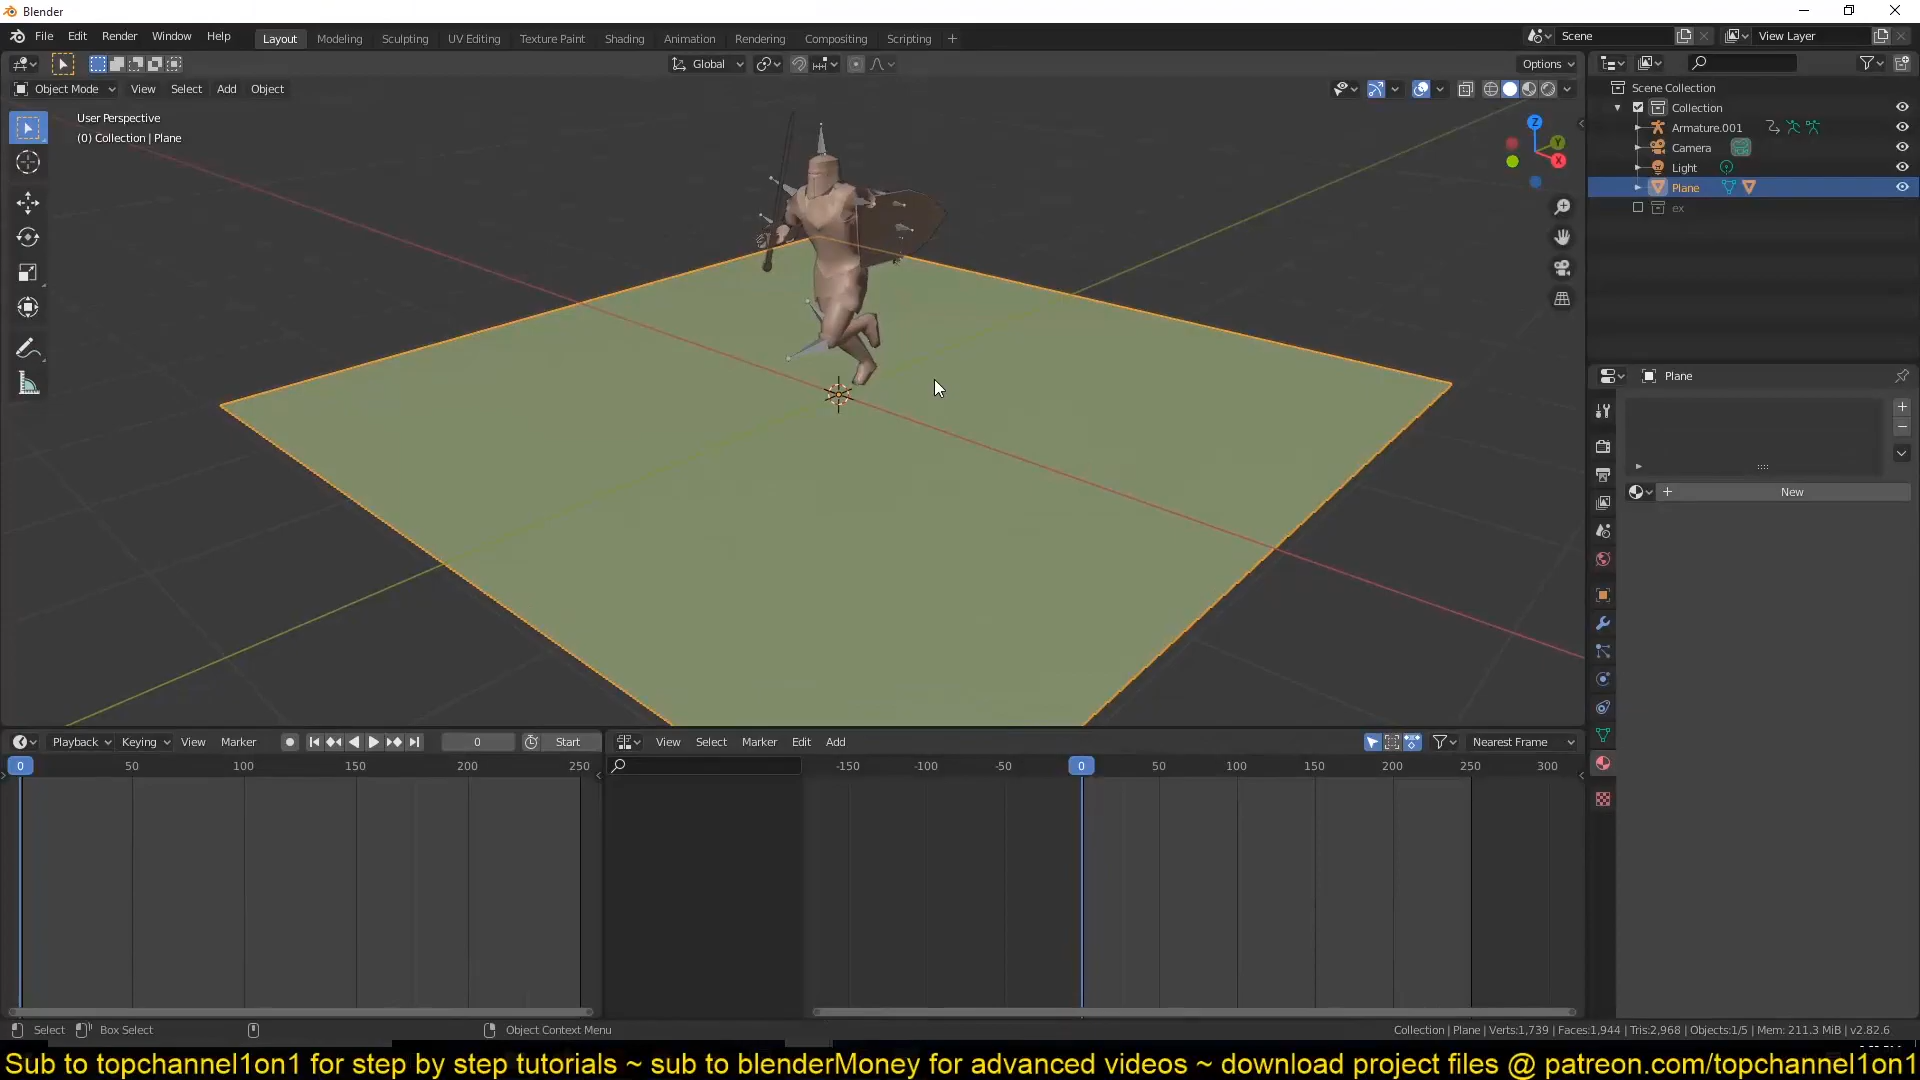 Blender
File Edit Render Window Help Layout Modeling Sculpting UV Editing Texture Paint Shading Animation Rendering Compositing Scripting Scene View Layer
Global Options
Object Mode View Select Add Object
User Perspective
(0) Collection | Plane
Z
Y
X
Scene Collection
Collection
Armature.001
Camera
Light
Plane
ex
Plane
New
Playback Keying View Marker 0 Start
View Select Marker Edit Add Nearest Frame
0 50 100 150 200 250
-150 -100 -50 0 50 100 150 200 250 300
Select Box Select Object Context Menu Collection | Plane | Verts:1,739 | Faces:1,944 | Tris:2,968 | Objects:1/5 | Mem: 211.3 MiB | v2.82.6
Sub to topchannel1on1 for step by step tutorials ~ sub to blenderMoney for advanced videos ~ download project files @ patreon.com/topchannel1on1